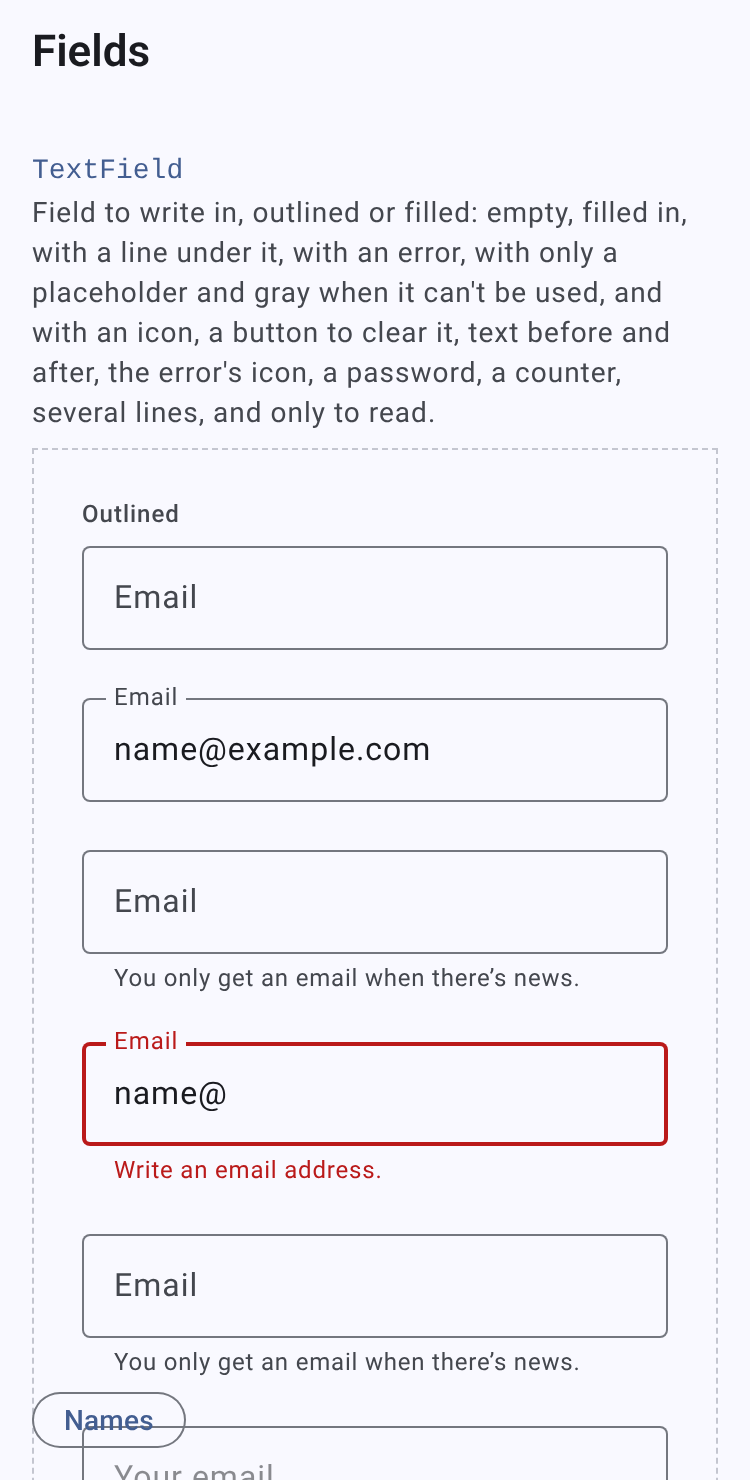 Fields
TextField
Field to write in, outlined or filled: empty, filled in,
with a line under it, with an error, with only a
placeholder and gray when it can't be used, and
with an icon, a button to clear it, text before and
after, the error's icon, a password, a counter,
several lines, and only to read.
Outlined
Email
Email
name@example.com
Email
You only get an email when there’s news.
Email
name@
Write an email address.
Email
You only get an email when there’s news.
Names
Your email